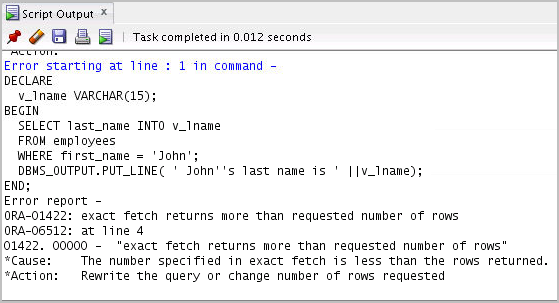 Script Output
Task completed in 0.012 seconds
Action:
Error starting at line : 1 in command -
DECLARE
v_lname VARCHAR(15);
BEGIN
SELECT last_name INTO v_lname
FROM employees
WHERE first_name = 'John';
DBMS_OUTPUT.PUT_LINE( ' John''s last name is ' ||v_lname);
END;
Error report -
ORA-01422: exact fetch returns more than requested number of rows
ORA-06512: at line 4
01422. 00000 -  "exact fetch returns more than requested number of rows"
*Cause:    The number specified in exact fetch is less than the rows returned.
*Action:   Rewrite the query or change number of rows requested